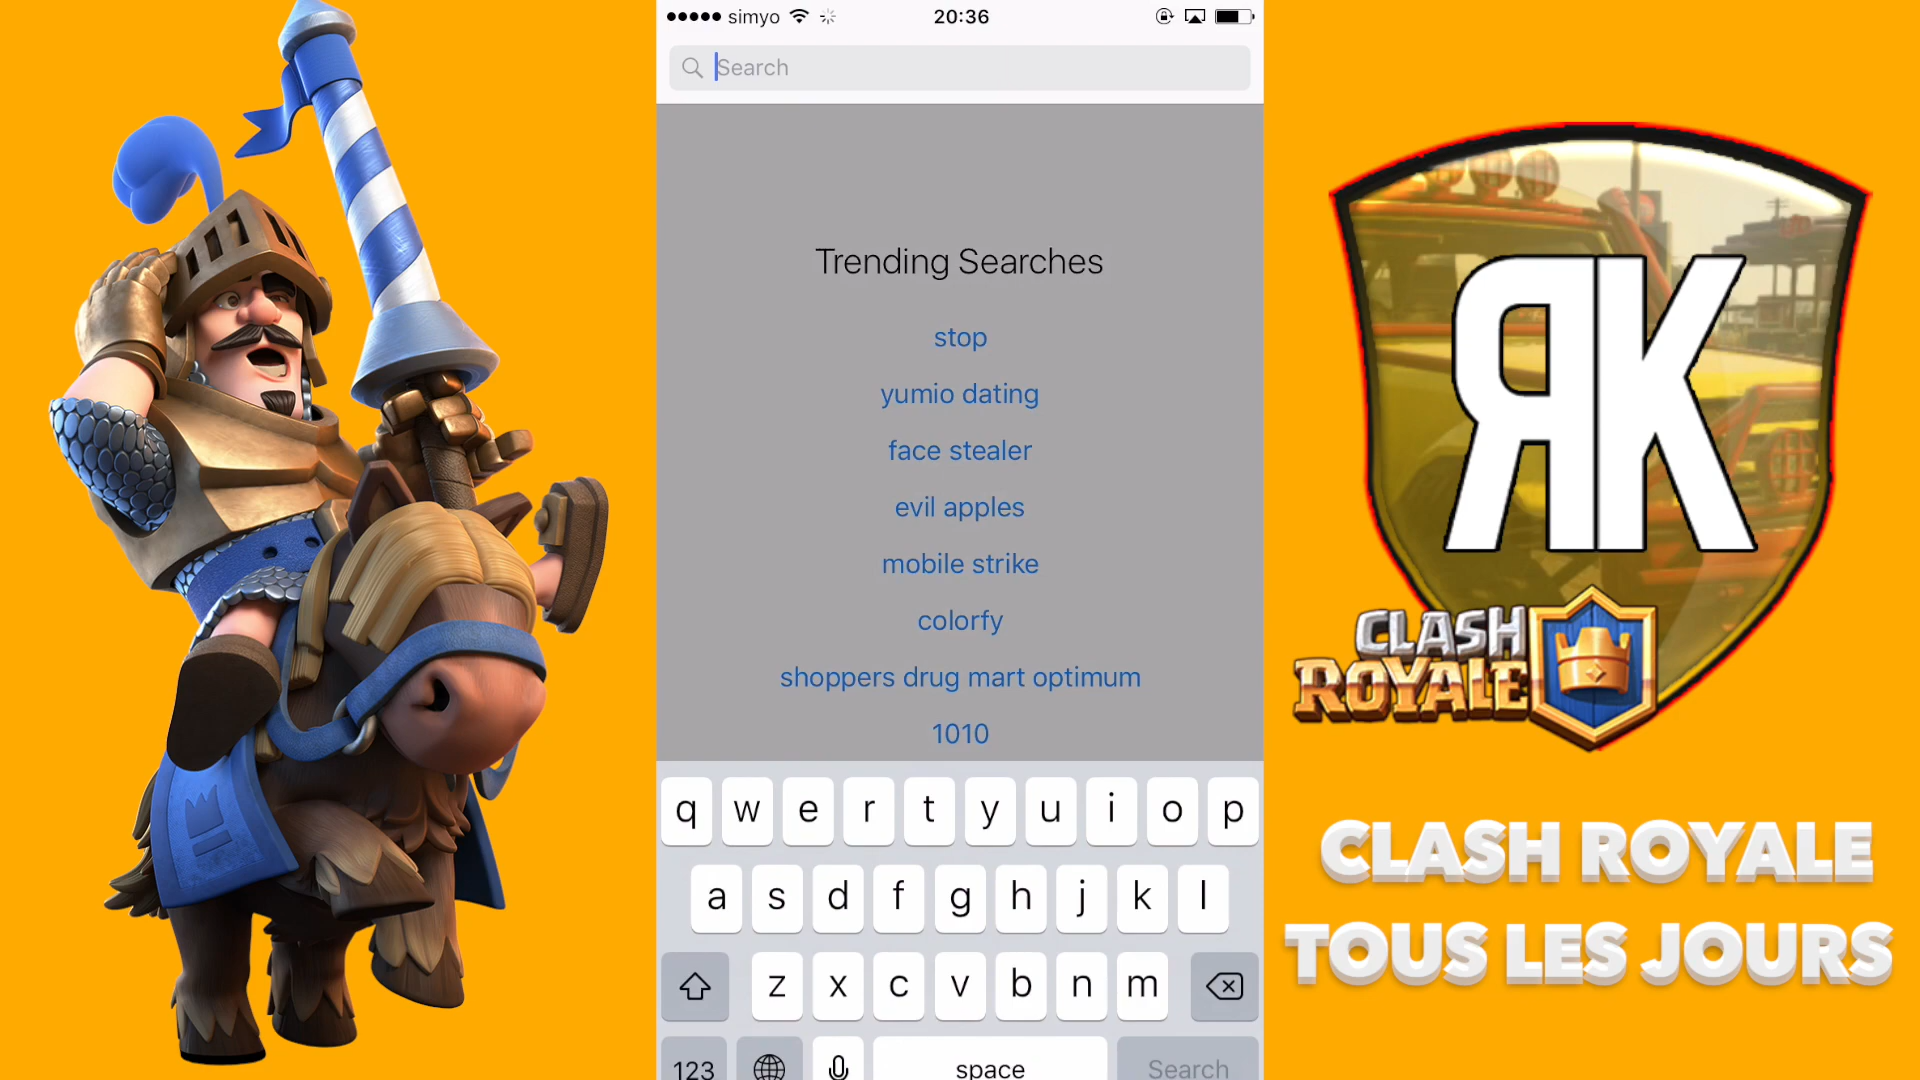 simyo
20:36
Search
Trending Searches
stop
yumio dating
face stealer
evil apples
mobile strike
colorfy
shoppers drug mart optimum
1010
q w e r t y u i o p
a s d f g h j k l
z x c v b n m
123 space Search
RK
CLASH
ROYALE
CLASH ROYALE
TOUS LES JOURS